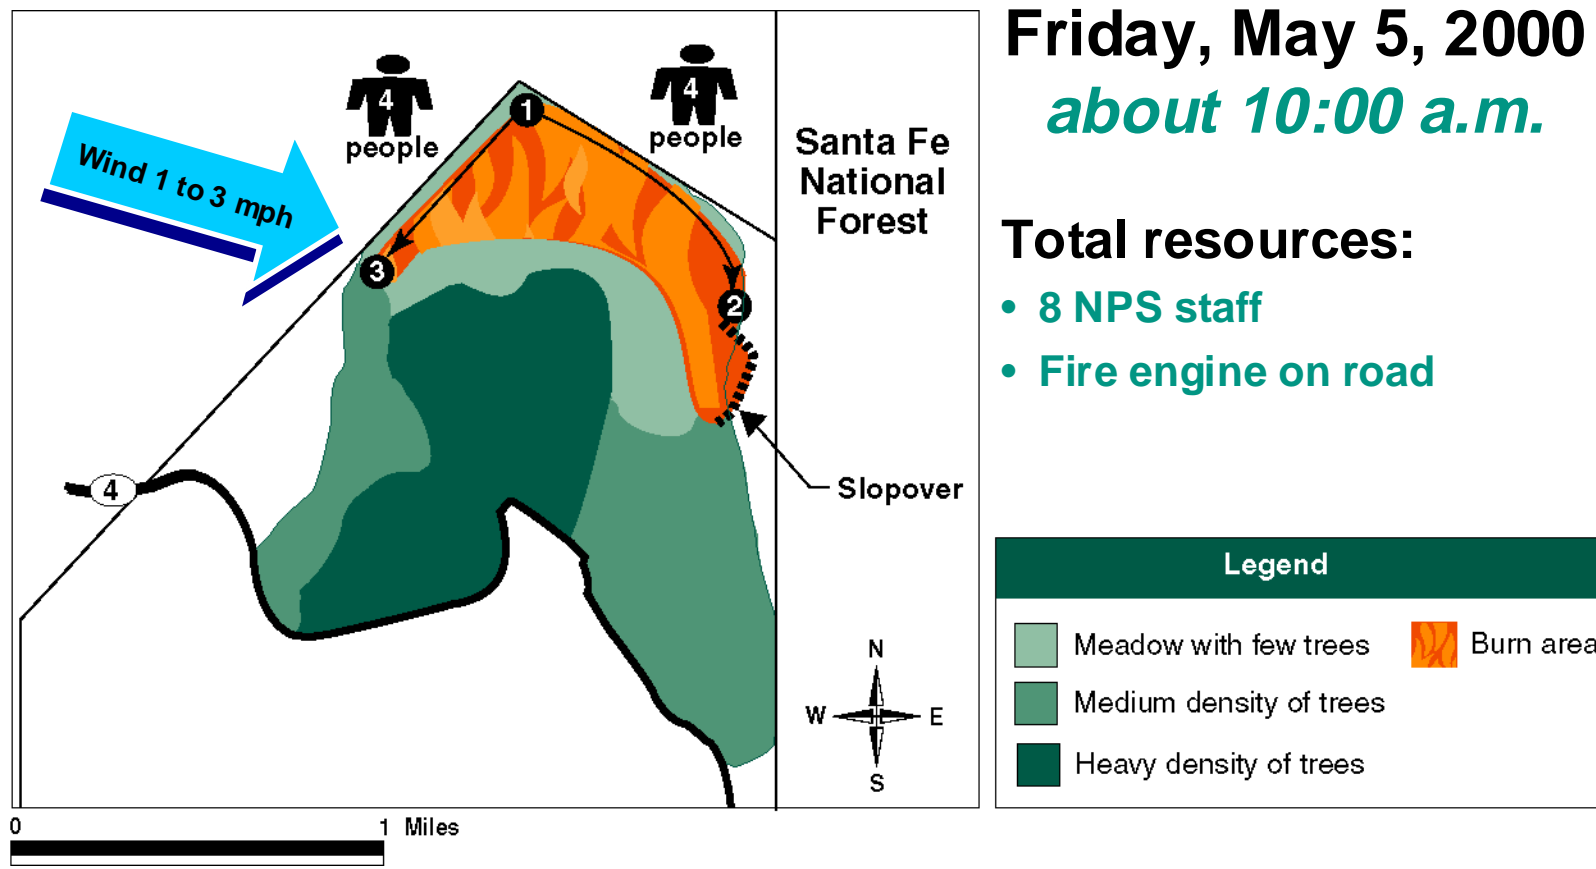 Friday, May 5, 2000
about 10:00 a.m.
4
people
4
people
1
Wind 1 to 3 mph
Santa Fe
National
Forest
3
2
Total resources:
• 8 NPS staff
• Fire engine on road
4
Slopover
Legend
Meadow with few trees
Burn area
Medium density of trees
Heavy density of trees
N
W E
S
0 1 Miles